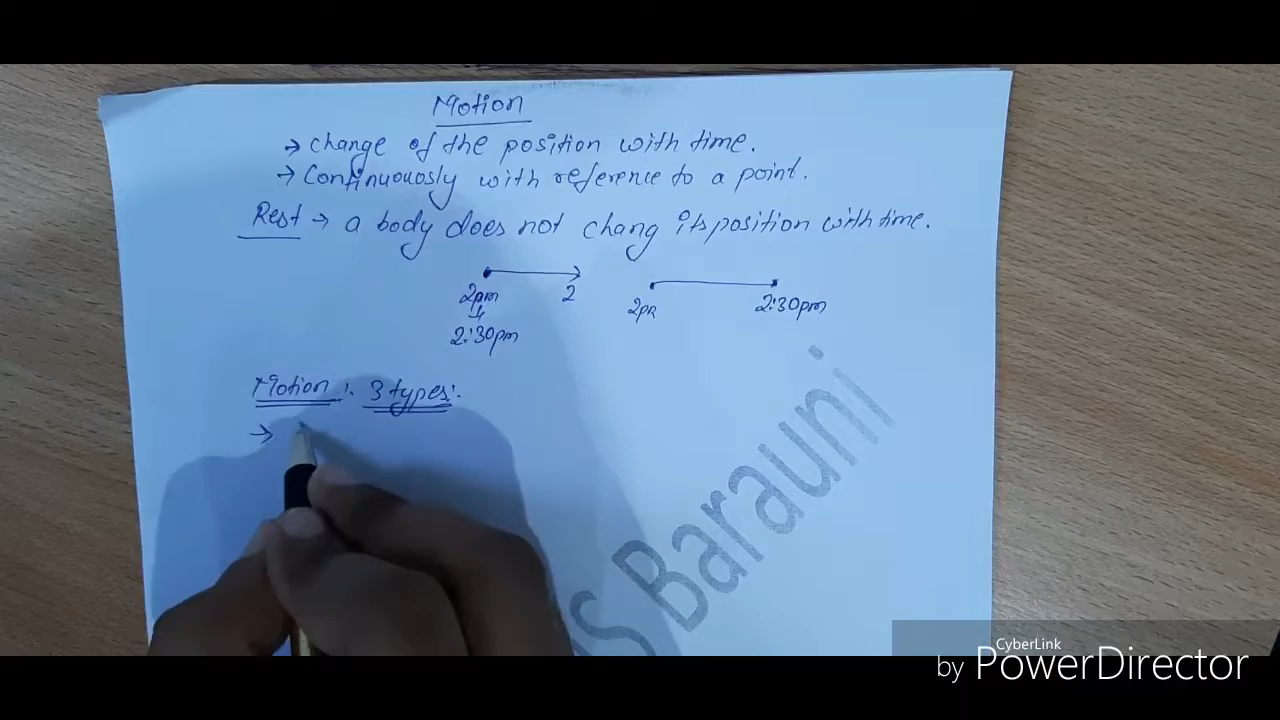 Motion
→ change of the position with time.
→ Continuously with reference to a point.
Rest → a body does not chang its position with time.
2pm 2
2:30pm
2pm 2:30pm
Motion :. 3 types:.
→
S Barauni
CyberLink
by PowerDirector